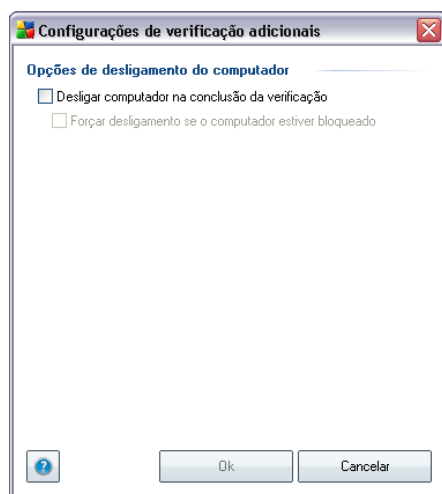 Configurações de verificação adicionais
Opções de desligamento do computador
Desligar computador na conclusão da verificação
Forçar desligamento se o computador estiver bloqueado
?
Ok
Cancelar